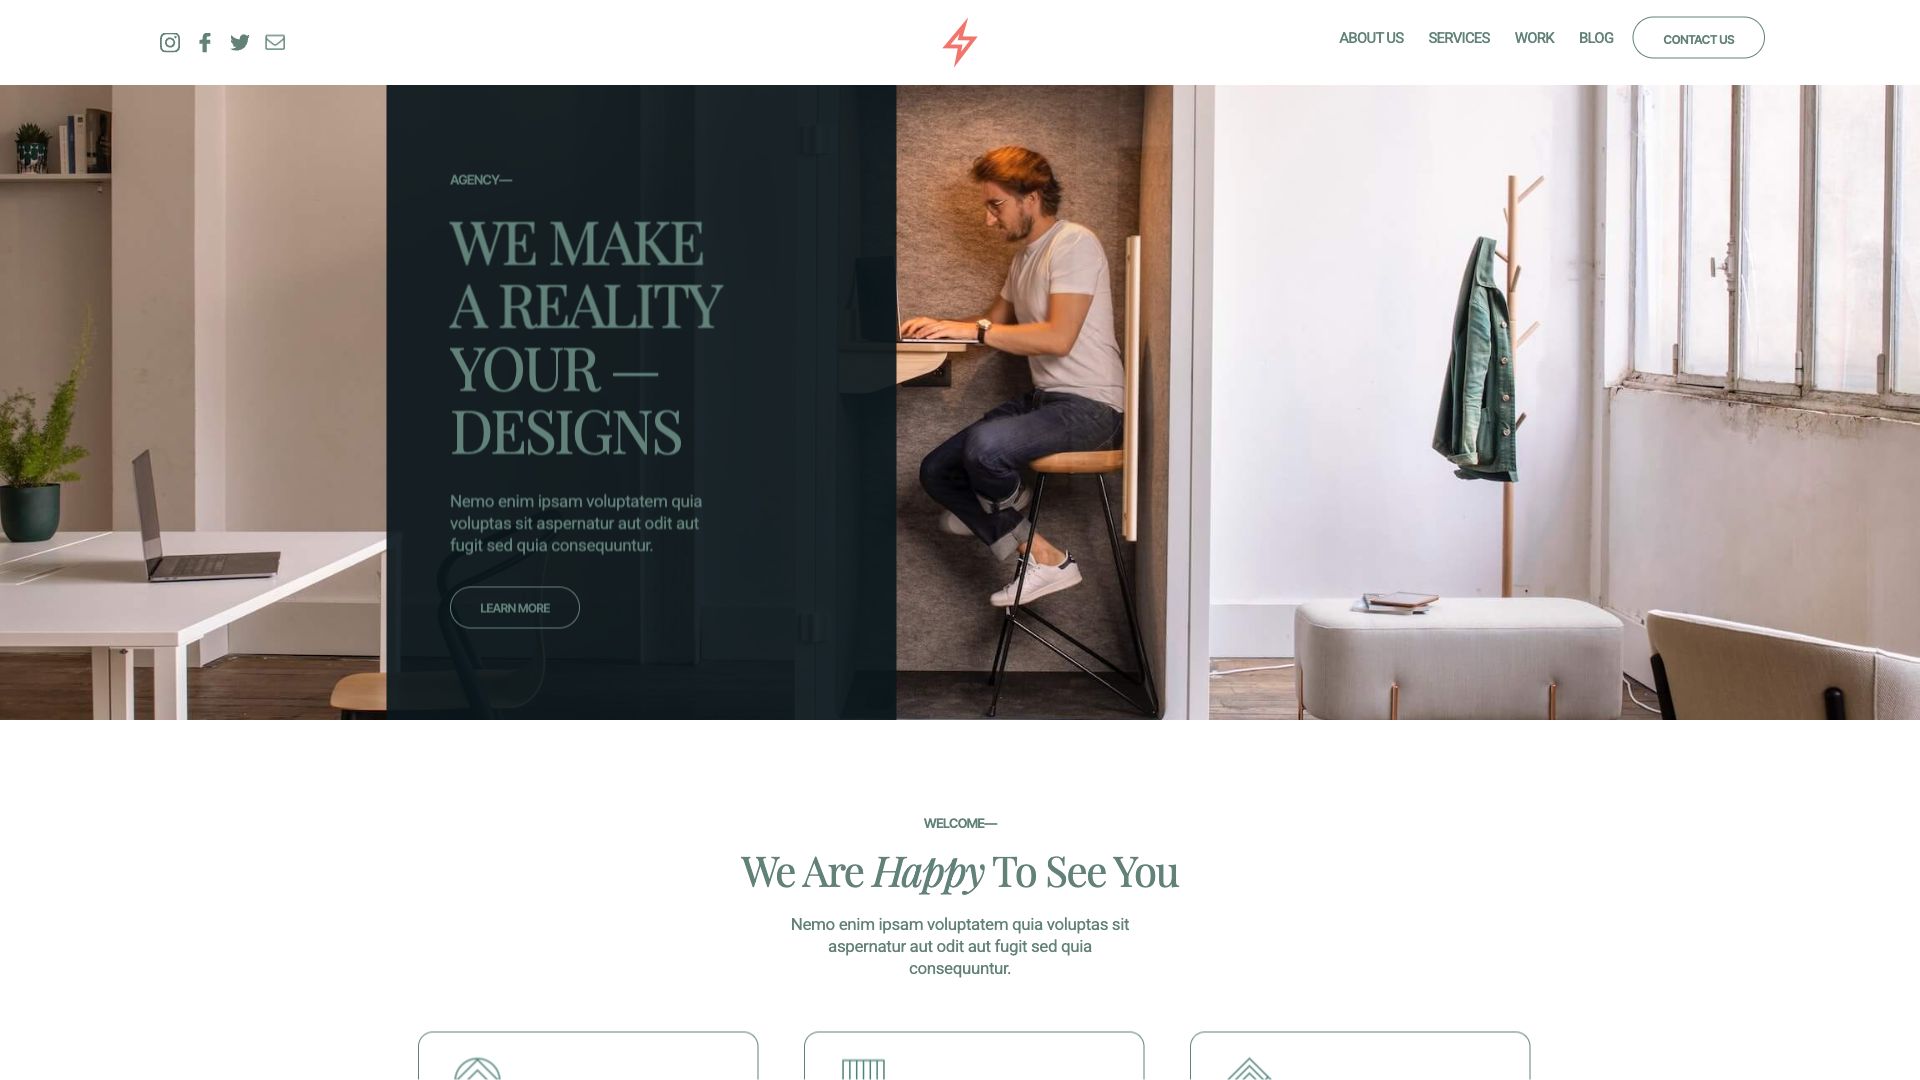 ABOUT US
SERVICES
WORK
BLOG
CONTACT US
AGENCY—
WE MAKE
A REALITY
YOUR —
DESIGNS
Nemo enim ipsam voluptatem quia
voluptas sit aspernatur aut odit aut
fugit sed quia consequuntur.
LEARN MORE
WELCOME—
We Are Happy To See You
Nemo enim ipsam voluptatem quia voluptas sit
aspernatur aut odit aut fugit sed quia
consequuntur.